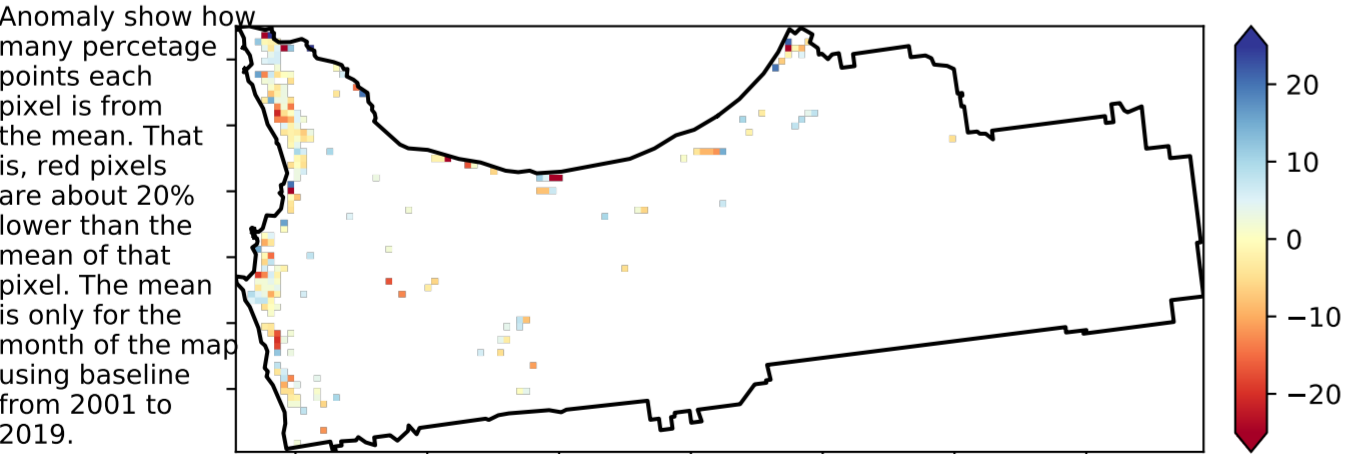 Anomaly show how
many percetage
points each
pixel is from
the mean. That
is, red pixels
are about 20%
lower than the
mean of that
pixel. The mean
is only for the
month of the map
using baseline
from 2001 to
2019.
20
10
0
−10
−20